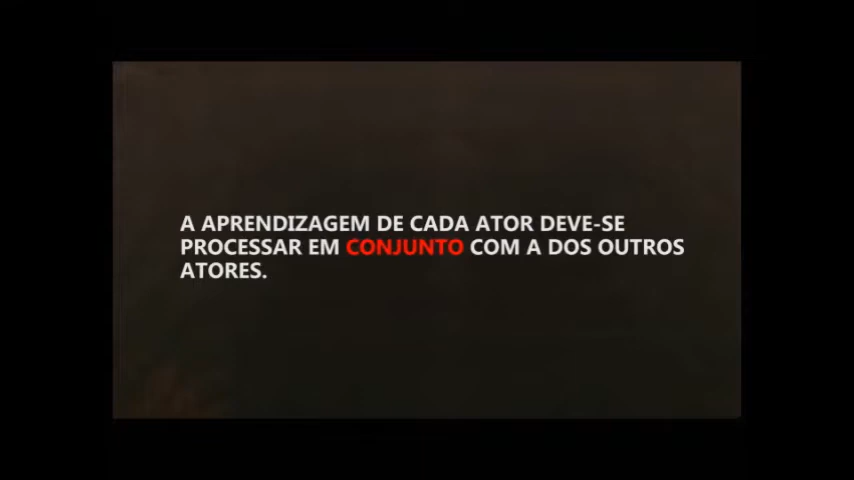 A APRENDIZAGEM DE CADA ATOR DEVE-SE
PROCESSAR EM CONJUNTO COM A DOS OUTROS
ATORES.